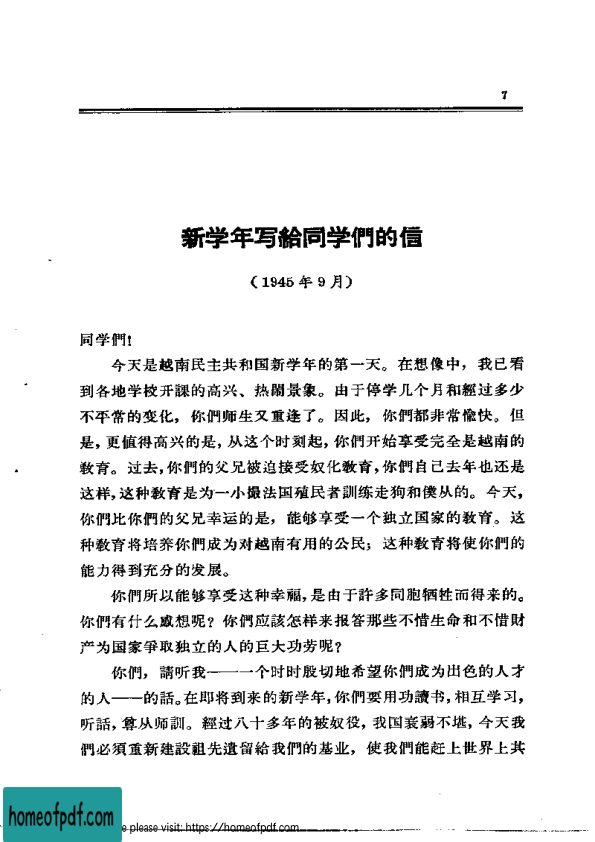 7
新学年写給同学們的信
（1945年9月）
同学們！
今天是越南民主共和国新学年的第一天。在想像中，我已看
到各地学校开課的高兴、热鬧景象。由于停学几个月和經过多少
不平常的变化，你們师生又重逢了。因此，你們都非常愉快。但
是，更値得高兴的是，从这个时刻起，你們开始享受完全是越南的
敎育。过去，你們的父兄被迫接受奴化敎育，你們自己去年也还是
这样，这种敎育是为一小撮法国殖民者訓练走狗和僕从的。今天，
你們比你們的父兄幸运的是，能够享受一个独立国家的敎育。这
种敎育将培养你們成为对越南有用的公民；这种敎育将使你們的
能力得到充分的发展。
你們所以能够享受这种幸福，是由于許多同胞牺牲而得来的。
你們有什么感想呢？你們应該怎样来报答那些不惜生命和不惜財
产为国家爭取独立的人的巨大功劳呢？
你們，請听我——一个时时殷切地希望你們成为出色的人才
的人——的話。在即将到来的新学年，你們要用功讀书，相互学习，
听話，尊从师訓。經过八十多年的被奴役，我国衰弱不堪，今天我
們必須重新建設祖先遺留給我們的基业，使我們能赶上世界上其
homeofpdf.com
e please visit: https://homeofpdf.com